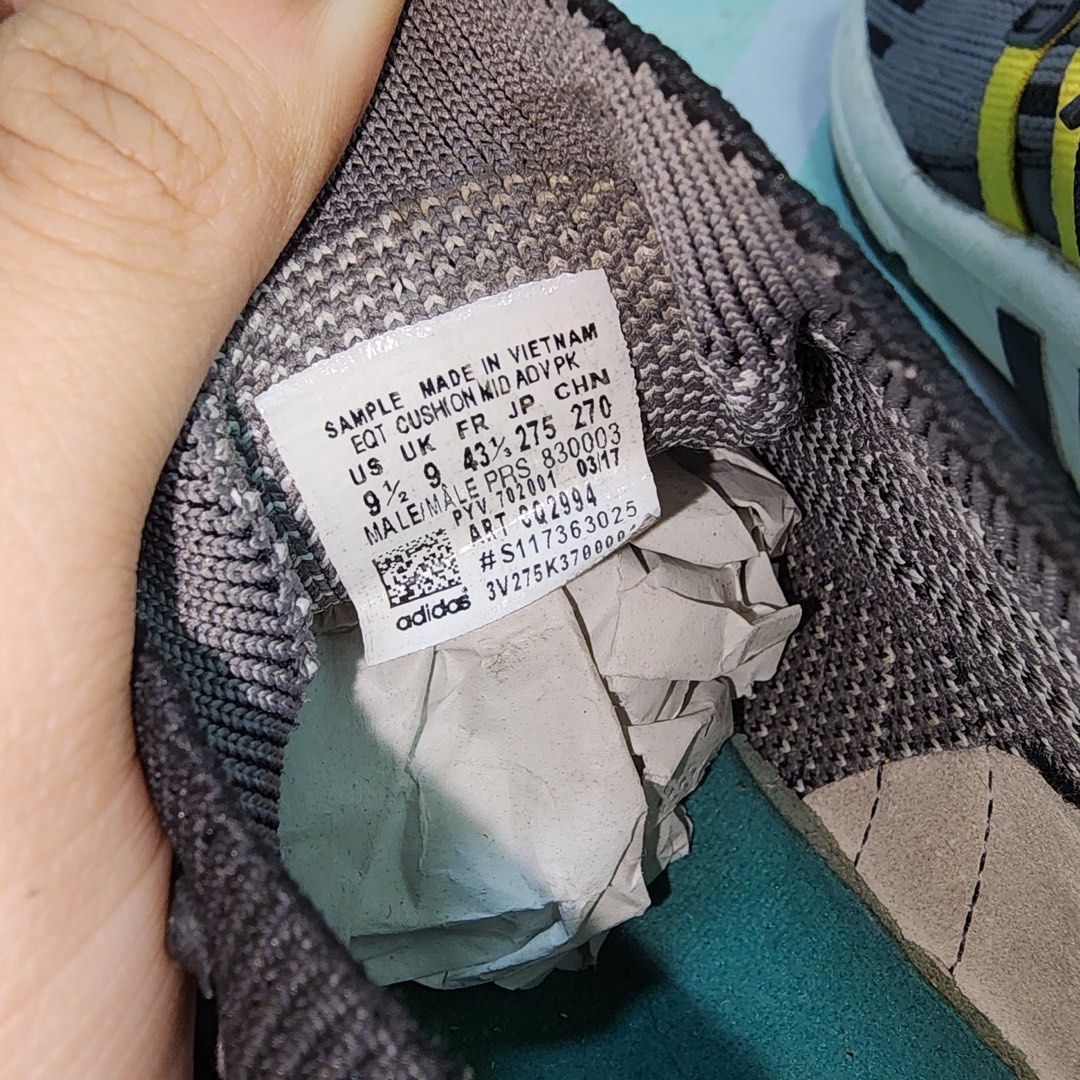 SAMPLE MADE IN VIETNAM
EQT CUSHION MID ADV PK
US UK FR JP CHN
9½ 9 43⅓ 275 270
MALE/MALE PRS 830003
PYV 702001 03/17
ART CQ2994
#S117363025
3V275K370000
adidas